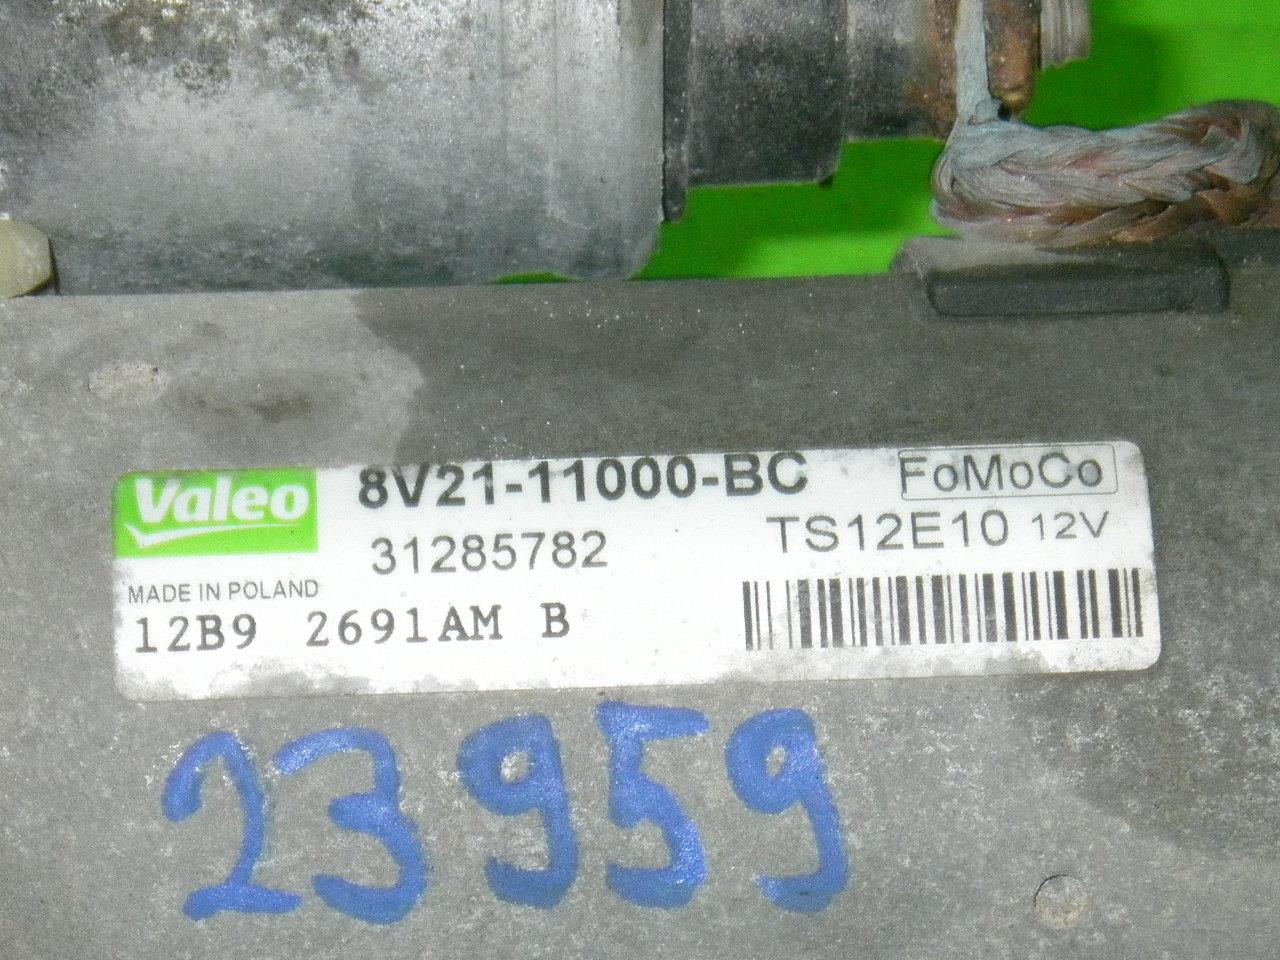 Valeo
8V21-11000-BC
FoMoCo
31285782
TS12E10 12V
MADE IN POLAND
12B9 2691AM B
23959